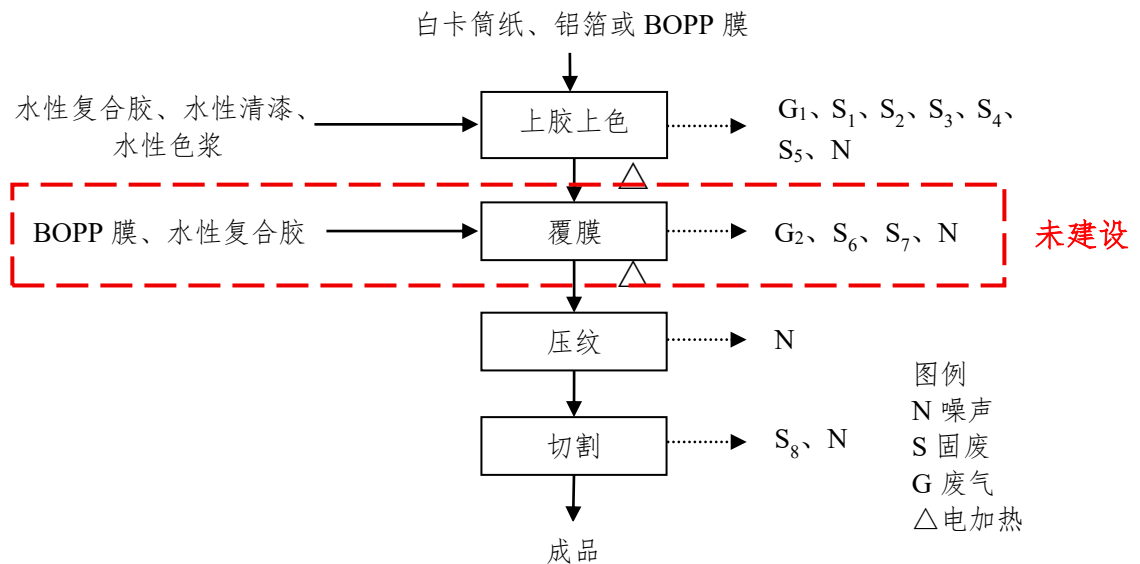 白卡筒纸、铝箔或 BOPP 膜
水性复合胶、水性清漆、
水性色浆
上胶上色
G1、S1、S2、S3、S4、
S5、N
△
BOPP 膜、水性复合胶
覆膜
G2、S6、S7、N
未建设
△
压纹
N
切割
S8、N
图例
N 噪声
S 固废
G 废气
△电加热
成品